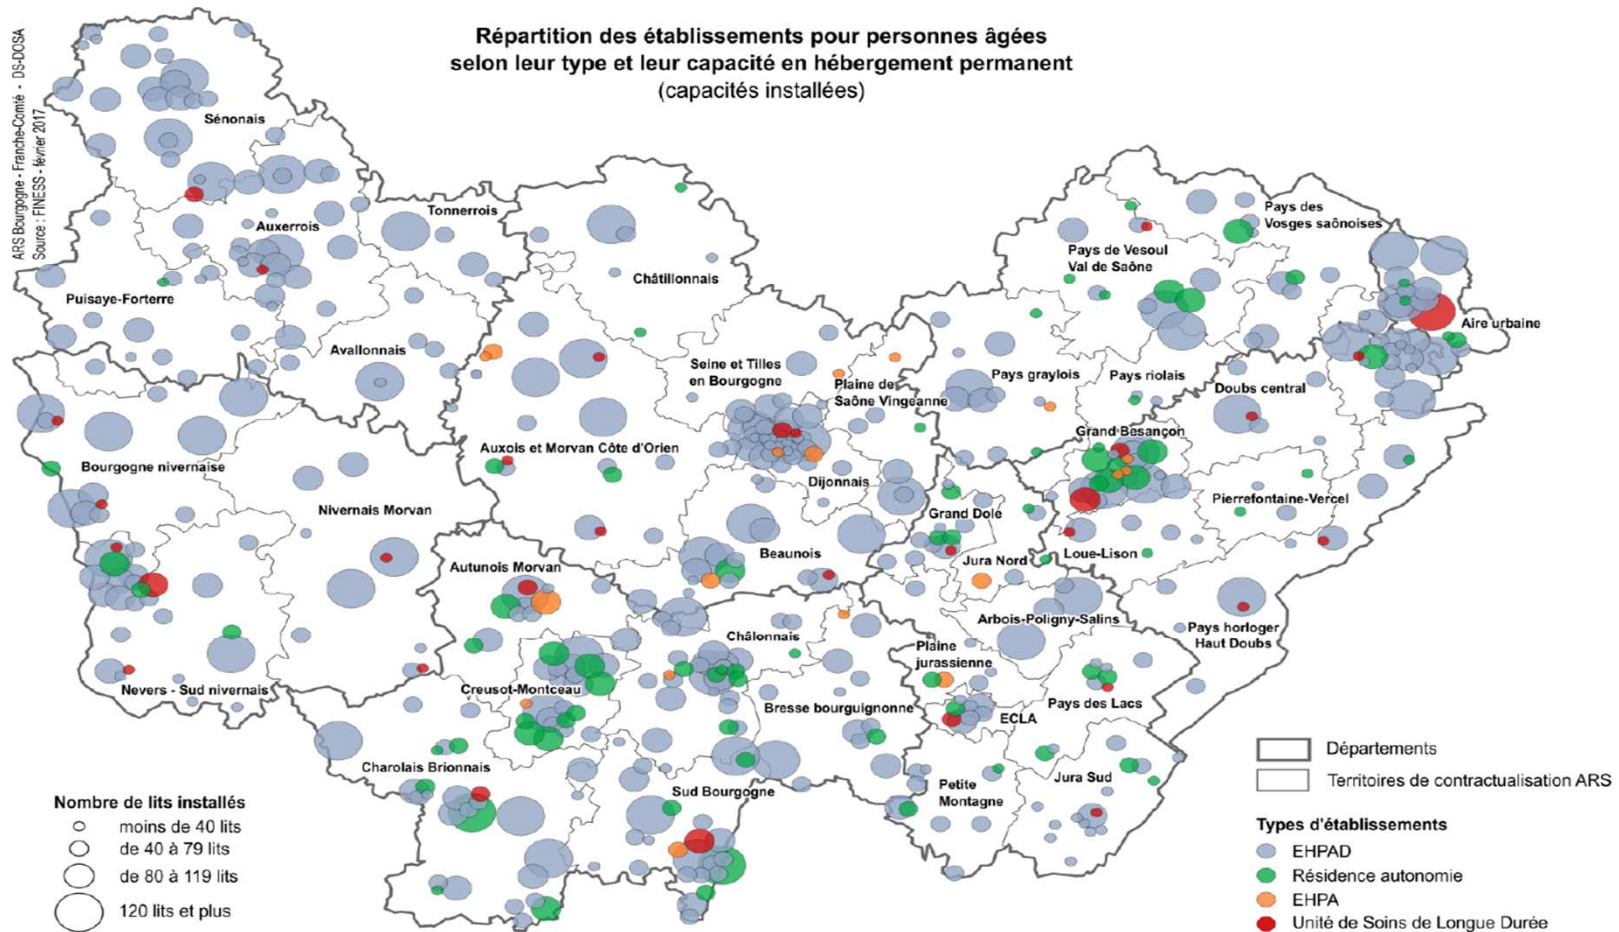 Répartition des établissements pour personnes âgées
selon leur type et leur capacité en hébergement permanent
(capacités installées)
ARS Bourgogne - Franche-Comté - DS-DOSA
Source : FINESS - février 2017
Sénonais
Tonnerrois
Auxerrois
Puisaye-Forterre
Avallonnais
Châtillonnais
Pays des
Vosges saônoises
Pays de Vesoul
Val de Saône
Aire urbaine
Seine et Tilles
en Bourgogne
Plaine de
Saône Vingeanne
Pays graylois
Pays riolais
Doubs central
Grand Besançon
Auxois et Morvan Côte d'Orien
Bourgogne nivernaise
Dijonnais
Pierrefontaine-Vercel
Nivernais Morvan
Grand Dole
Beaunois
Jura Nord
Loue-Lison
Autunois Morvan
Arbois-Poligny-Salins
Pays horloger
Haut Doubs
Châlonnais
Plaine
jurassienne
Nevers - Sud nivernais
Creusot-Montceau
Pays des Lacs
Bresse bourguignonne
ECLA
Charolais Brionnais
Sud Bourgogne
Petite
Montagne
Jura Sud
Nombre de lits installés
moins de 40 lits
de 40 à 79 lits
de 80 à 119 lits
120 lits et plus
Départements
Territoires de contractualisation ARS
Types d'établissements
EHPAD
Résidence autonomie
EHPA
Unité de Soins de Longue Durée